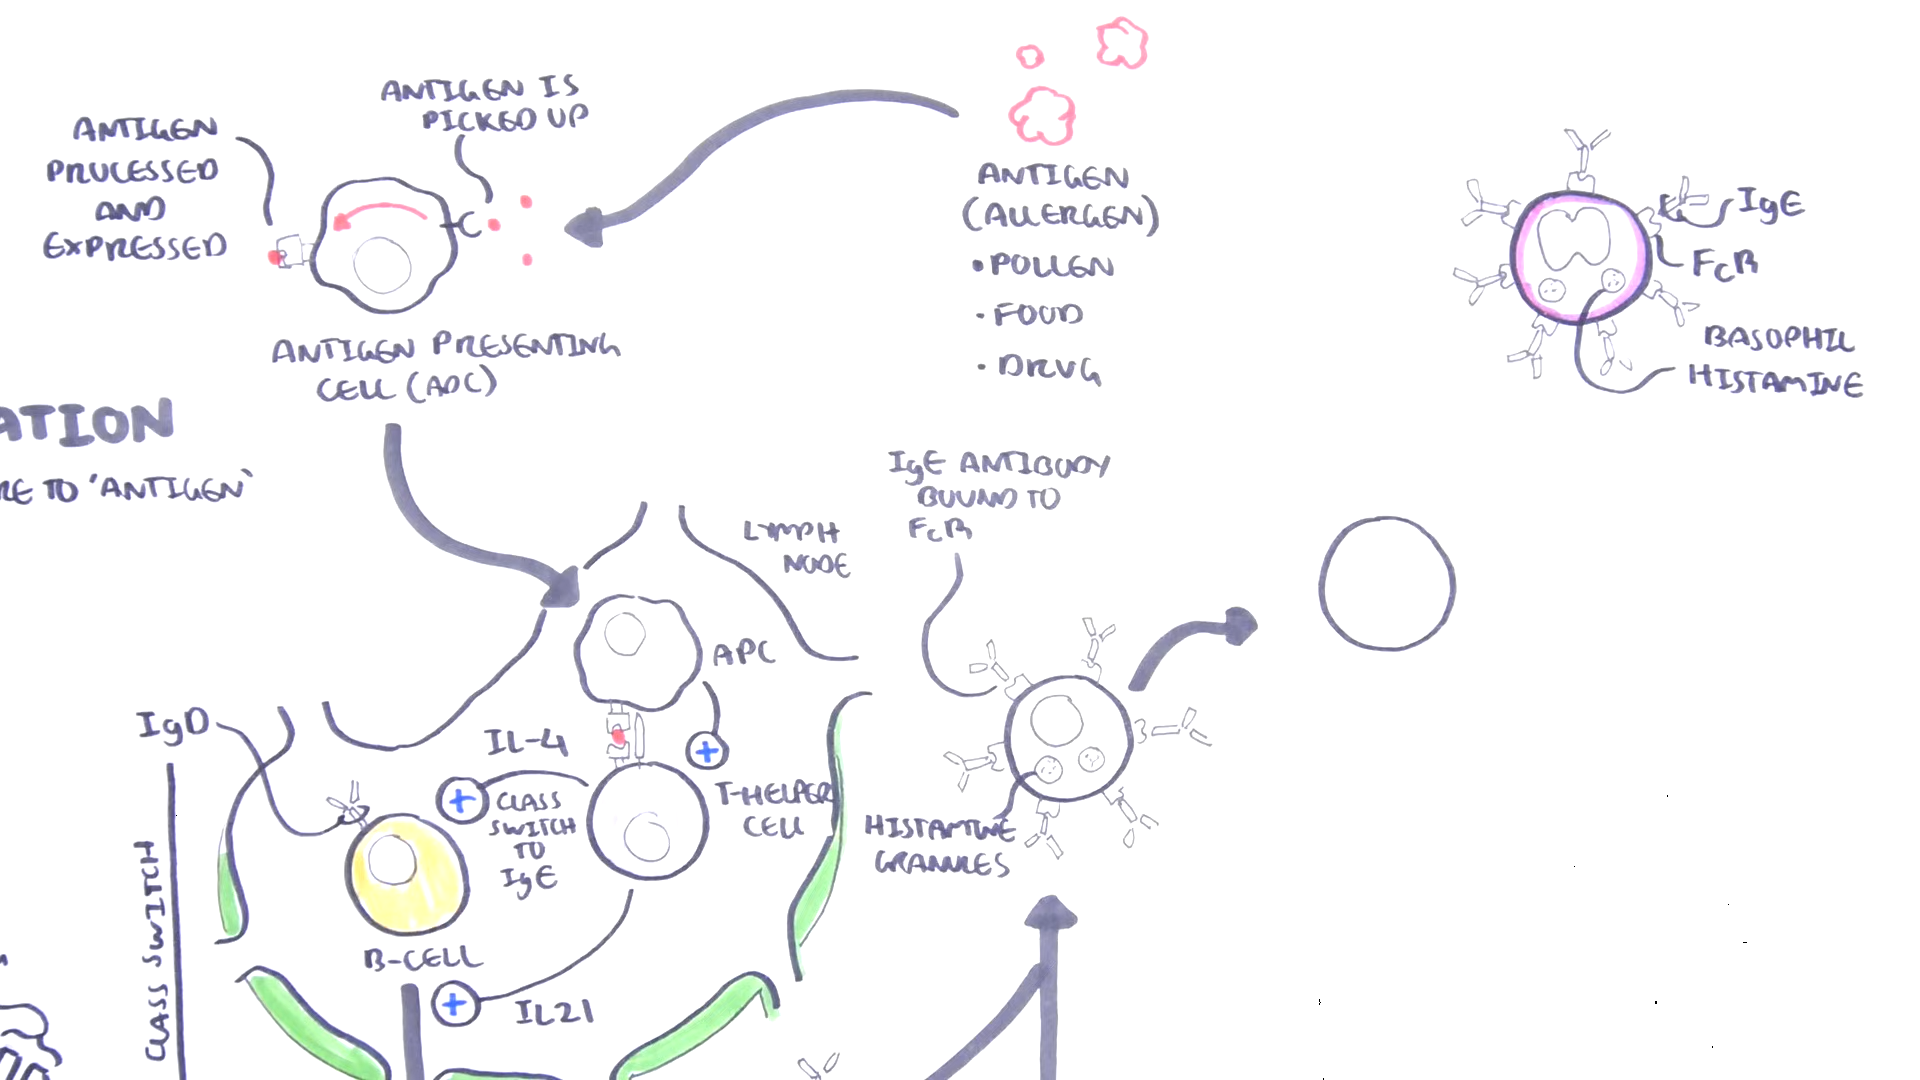 ANTIGEN IS
PICKED UP
ANTIGEN
PROCESSED
AND
EXPRESSED
ANTIGEN PRESENTING
CELL (APC)
ANTIGEN
(ALLERGEN)
• POLLEN
• FOOD
• DRUG
IgE
FcR
BASOPHIL
HISTAMINE
ATION
RE TO 'ANTIGEN'
LYMPH
NODE
IgE ANTIBODY
BOUND TO
FcR
APC
IgD
IL-4
CLASS
SWITCH
TO
IgE
T-HELPER
CELL
HISTAMINE
GRANULES
B-CELL
IL21
CLASS SWITCH